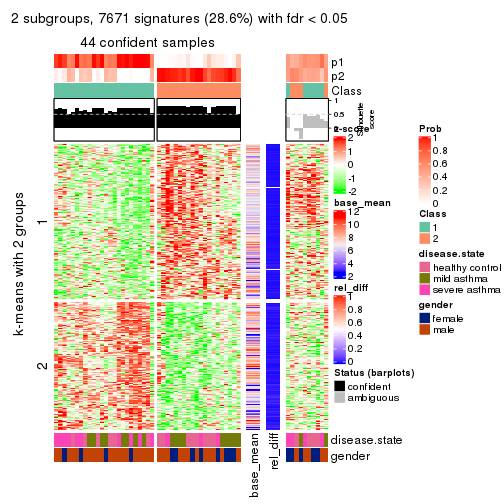 2 subgroups, 7671 signatures (28.6%) with fdr < 0.05
44 confident samples
p1
p2
Class
1
0.5
0
Silhouette
score
k-means with 2 groups
1
2
z-score
2
1
0
-1
-2
base_mean
12
10
8
6
4
2
rel_diff
1
0.8
0.6
0.4
0.2
0
Status (barplots)
confident
ambiguous
Prob
1
0.8
0.6
0.4
0.2
0
Class
1
2
disease.state
healthy control
mild asthma
severe asthma
gender
female
male
disease.state
gender
base_mean
rel_diff